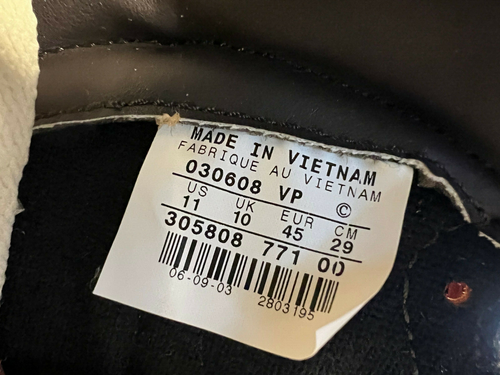 MADE IN VIETNAM
FABRIQUE AU VIETNAM
030608 VP ©
US UK EUR CM
11 10 45 29
305808 771 00
06-09-03 2803195